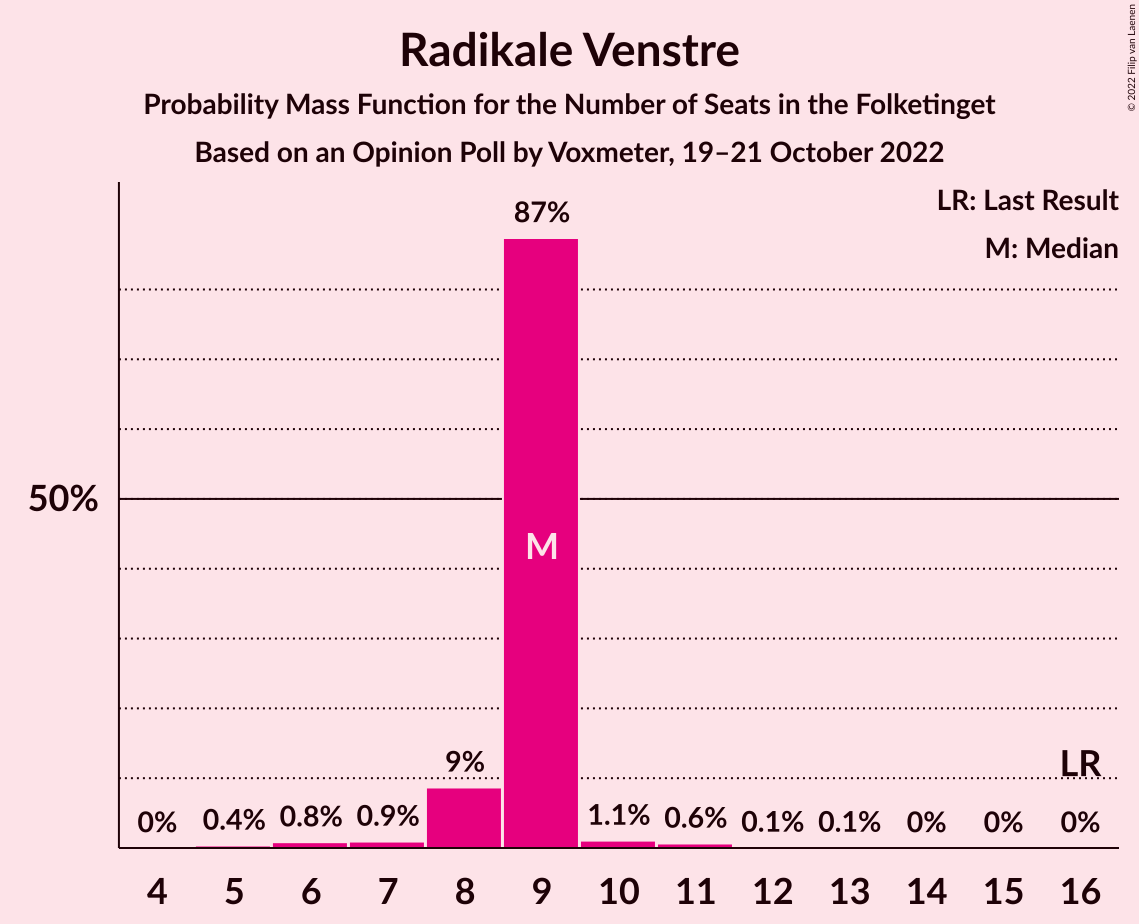 Radikale Venstre
Probability Mass Function for the Number of Seats in the Folketinget
Based on an Opinion Poll by Voxmeter, 19–21 October 2022
© 2022 Filip van Laenen
LR: Last Result
M: Median
87%
50%
M
9%
LR
0% 0.4% 0.8% 0.9% 1.1% 0.6% 0.1% 0.1% 0% 0% 0%
4 5 6 7 8 9 10 11 12 13 14 15 16